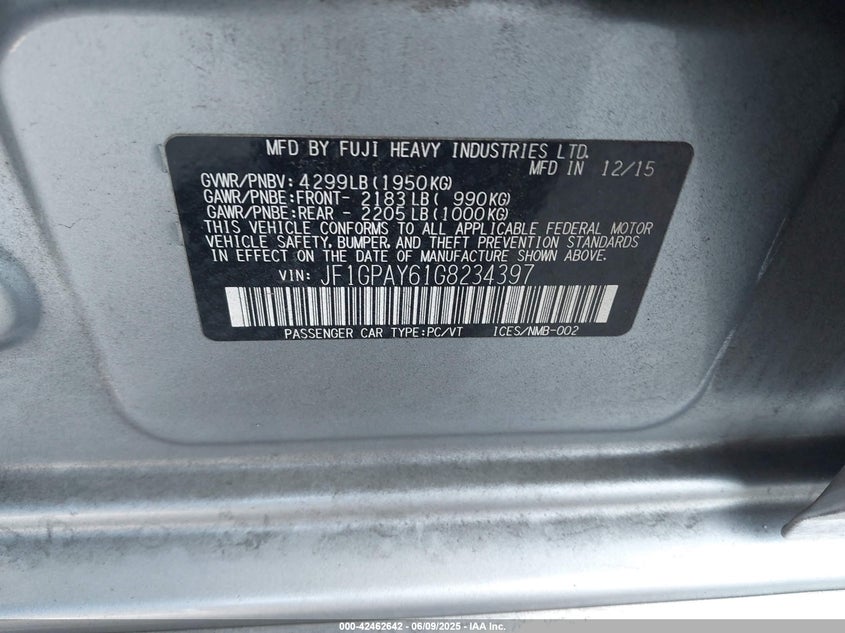 MFD BY FUJI HEAVY INDUSTRIES LTD.
MFD IN 12/15
GVWR/PNBV: 4299LB(1950KG)
GAWR/PNBE:FRONT- 2183LB( 990KG)
GAWR/PNBE:REAR - 2205LB(1000KG)
THIS VEHICLE CONFORMS TO ALL APPLICABLE FEDERAL MOTOR
VEHICLE SAFETY, BUMPER, AND THEFT PREVENTION STANDARDS
IN EFFECT ON THE DATE OF MANUFACTURE SHOWN ABOVE.
VIN: JF1GPAY61G8234397
PASSENGER CAR TYPE:PC/VT ICES/NMB-002
000-42462642 - 06/09/2025 - IAA Inc.